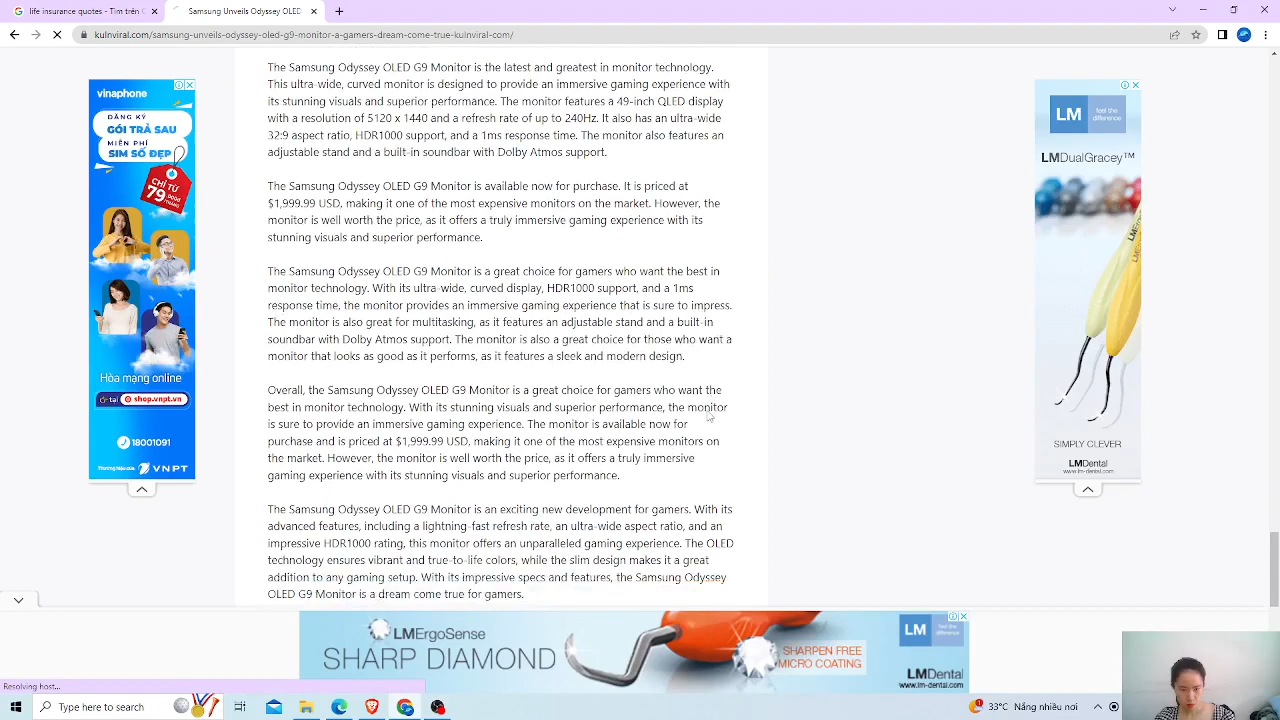 life insurance quotes - Tìm trên G
Samsung Unveils Odyssey OLED G
kulnviral.com/samsung-unveils-odyssey-oled-g9-monitor-a-gamers-dream-come-true-kulnviral-com/
The Samsung Odyssey OLED G9 Monitor is the latest and greatest in monitor technology.
This ultra-wide, curved monitor is designed to provide an immersive gaming experience with
its stunning visuals and superior performance. The monitor features a 49-inch QLED display
with a resolution of 5120×1440 and a refresh rate of up to 240Hz. It also has an ultra-wide
32:9 aspect ratio, HDR1000 support, and a 1ms response time. The monitor also features an
adjustable stand and a built-in soundbar with Dolby Atmos support.
The Samsung Odyssey OLED G9 Monitor is available now for purchase. It is priced at
$1,999.99 USD, making it one of the most expensive monitors on the market. However, the
monitor is well worth the price, as it offers a truly immersive gaming experience with its
stunning visuals and superior performance.
The Samsung Odyssey OLED G9 Monitor is a great choice for gamers who want the best in
monitor technology. With its ultra-wide, curved display, HDR1000 support, and a 1ms
response time, the monitor provides an immersive gaming experience that is sure to impress.
The monitor is also great for multitasking, as it features an adjustable stand and a built-in
soundbar with Dolby Atmos support. The monitor is also a great choice for those who want a
monitor that looks as good as it performs, as it features a sleek and modern design.
Overall, the Samsung Odyssey OLED G9 Monitor is a great choice for gamers who want the
best in monitor technology. With its stunning visuals and superior performance, the monitor
is sure to provide an immersive gaming experience. The monitor is available now for
purchase and is priced at $1,999.99 USD, making it one of the most expensive monitors on
the market. However, the monitor is well worth the price, as it offers a truly immersive
gaming experience with its stunning visuals and superior performance.
The Samsung Odyssey OLED G9 Monitor is an exciting new development for gamers. With its
advanced features, including a lightning-fast refresh rate, an ultra-wide aspect ratio, and an
impressive HDR1000 rating, this monitor offers an unparalleled gaming experience. The OLED
technology ensures vibrant and true-to-life colors, while its sleek design makes it a great
addition to any gaming setup. With its impressive specs and features, the Samsung Odyssey
OLED G9 Monitor is a dream come true for gamers.
vinaphone
ĐĂNG KÝ
GÓI TRẢ SAU
MIỄN PHÍ
SIM SỐ ĐẸP
CHỈ TỪ
79
Hòa mạng online
tại shop.vnpt.vn
18001091
Thương hiệu của VNPT
LM feel the
difference
LMDualGracey™
SIMPLY CLEVER
LMDental
www.lm-dental.com
LMErgoSense
SHARP DIAMOND
SHARPEN FREE
MICRO COATING
LM feel the
difference
LMDental
www.lm-dental.com
Resolving host...
Type here to search
33°C Nắng nhiều nơi